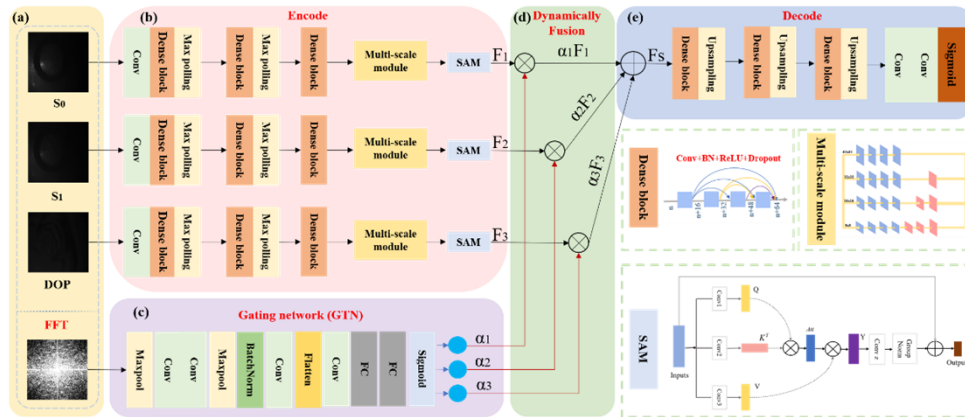 (a)
S0
S1
DOP
FFT
(b)
Encode
Conv
Dense block
Max polling
Dense block
Max polling
Dense block
Multi-scale
module
SAM
F1
Conv
Dense block
Max polling
Dense block
Max polling
Dense block
Multi-scale
module
SAM
F2
Conv
Dense block
Max polling
Dense block
Max polling
Dense block
Multi-scale
module
SAM
F3
(c)
Gating network (GTN)
Maxpool
Conv
Conv
Maxpool
BatchNorm
Conv
Flatten
Conv
FC
FC
Sigmoid
α1
α2
α3
(d)
Dynamically
Fusion
α1F1
α2F2
α3F3
FS
(e)
Decode
Dense block
Upsampling
Dense block
Upsampling
Dense block
Upsampling
Conv
Conv
Sigmoid
Dense block
Conv+BN+ReLU+Dropout
Multi-scale
module
SAM
Inputs
Conv1
Conv2
Conv3
Q
K^T
V
Att
Y
Group
Norm
Output